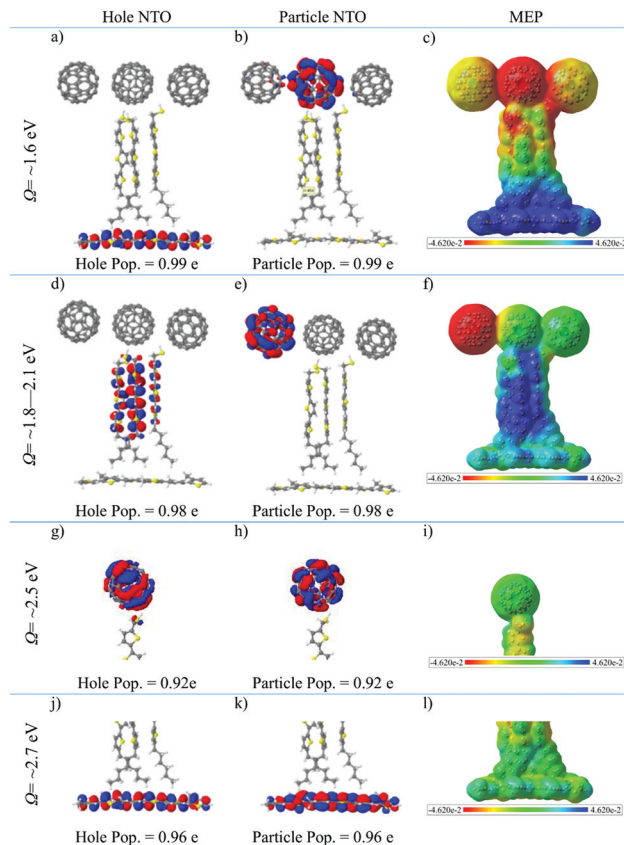 Hole NTO Particle NTO MEP
a) b) c)
Ω= ~1.6 eV
-4.620e-2 4.620e-2
Hole Pop. = 0.99 e Particle Pop. = 0.99 e
d) e) f)
Ω= ~1.8—2.1 eV
-4.620e-2 4.620e-2
Hole Pop. = 0.98 e Particle Pop. = 0.98 e
g) h) i)
Ω= ~2.5 eV
-4.620e-2 4.620e-2
Hole Pop. = 0.92e Particle Pop. = 0.92 e
j) k) l)
Ω= ~2.7 eV
-4.620e-2 4.620e-2
Hole Pop. = 0.96 e Particle Pop. = 0.96 e